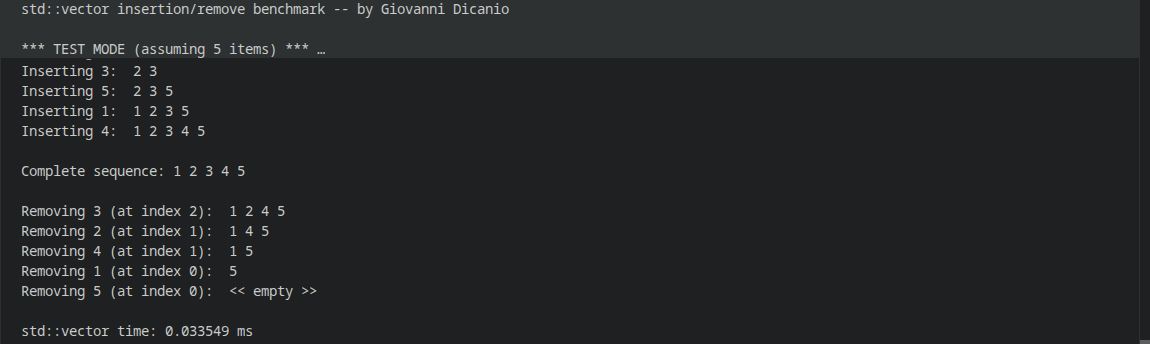 std::vector insertion/remove benchmark -- by Giovanni Dicanio
*** TEST_MODE (assuming 5 items) *** …
Inserting 3:  2 3
Inserting 5:  2 3 5
Inserting 1:  1 2 3 5
Inserting 4:  1 2 3 4 5
Complete sequence: 1 2 3 4 5
Removing 3 (at index 2):  1 2 4 5
Removing 2 (at index 1):  1 4 5
Removing 4 (at index 1):  1 5
Removing 1 (at index 0):  5
Removing 5 (at index 0):  << empty >>
std::vector time: 0.033549 ms